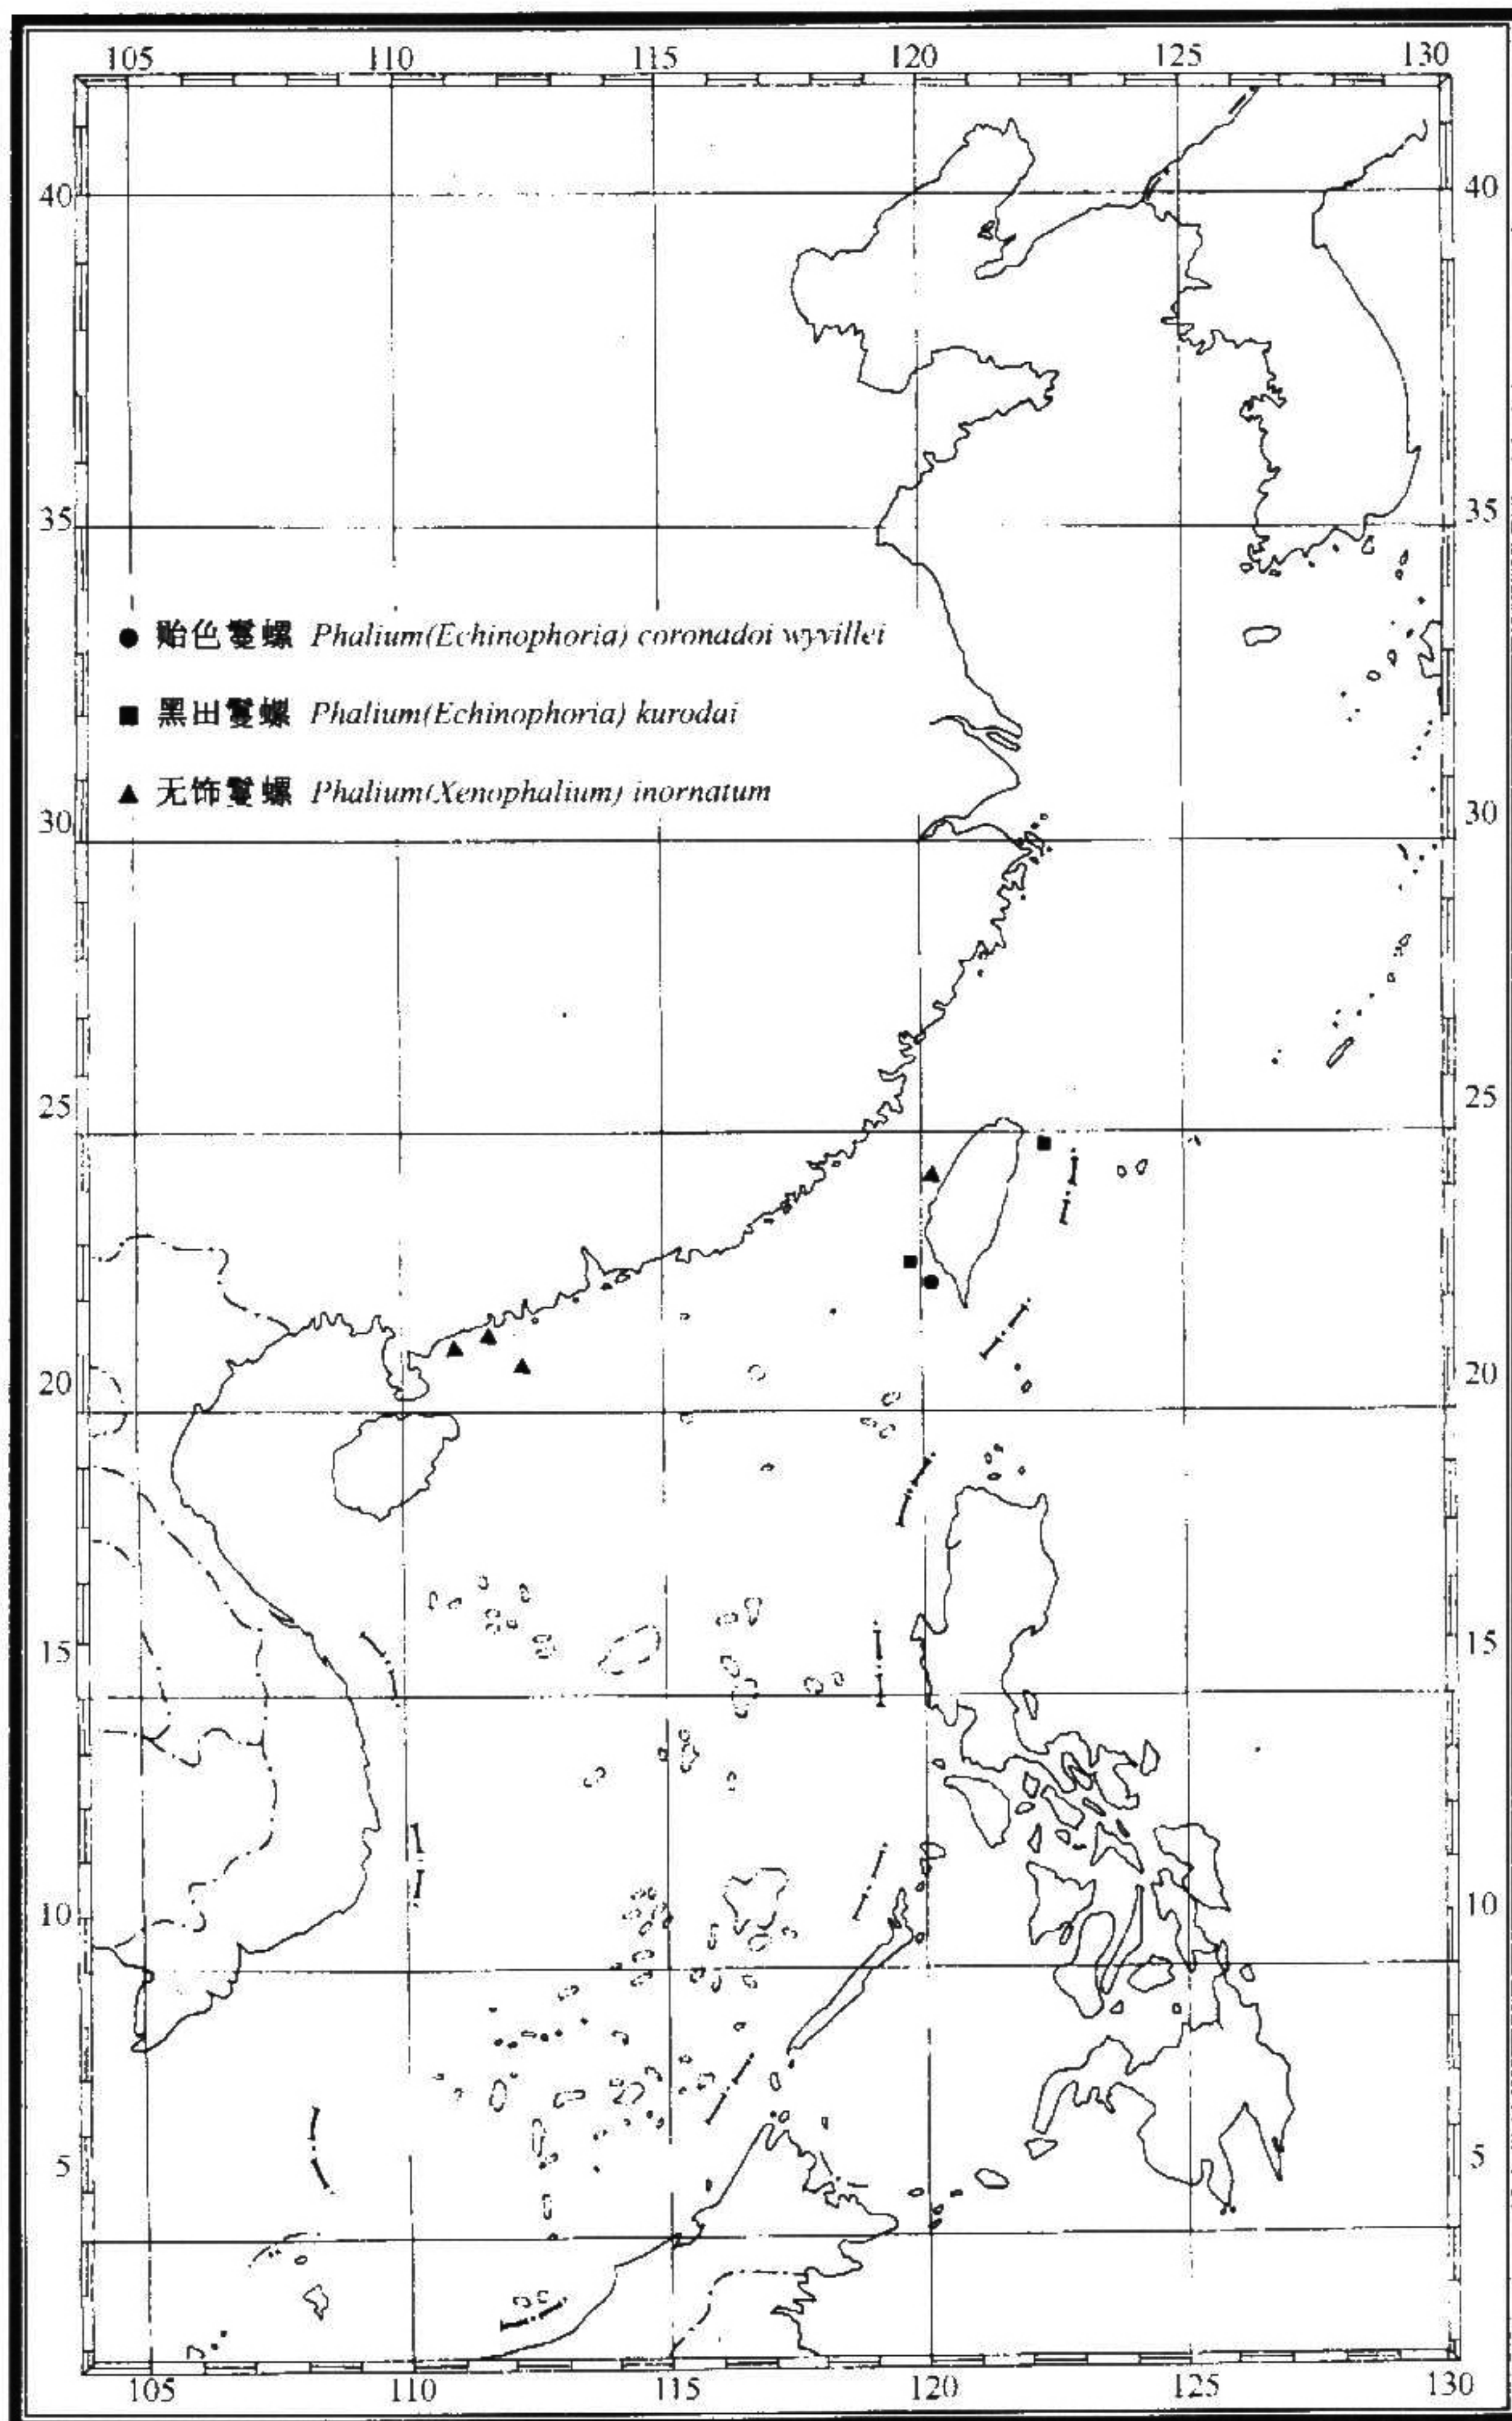 105 110 115 120 125 130
40 40
35 35
● 贻色鬘螺 Phalium(Echinophoria) coronadoi wyvillei
■ 黑田鬘螺 Phalium(Echinophoria) kurodai
▲ 无饰鬘螺 Phalium(Xenophalium) inornatum
30 30
25 25
20 20
15 15
10 10
5 5
105 110 115 120 125 130